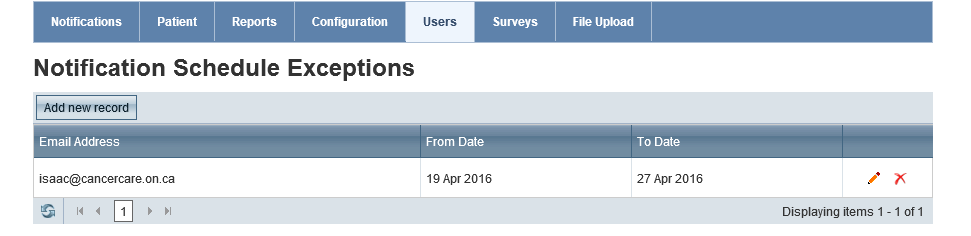 Notifications Patient Reports Configuration Users Surveys File Upload
Notification Schedule Exceptions
Add new record
Email Address From Date To Date
isaac@cancercare.on.ca 19 Apr 2016 27 Apr 2016
1 Displaying items 1 - 1 of 1